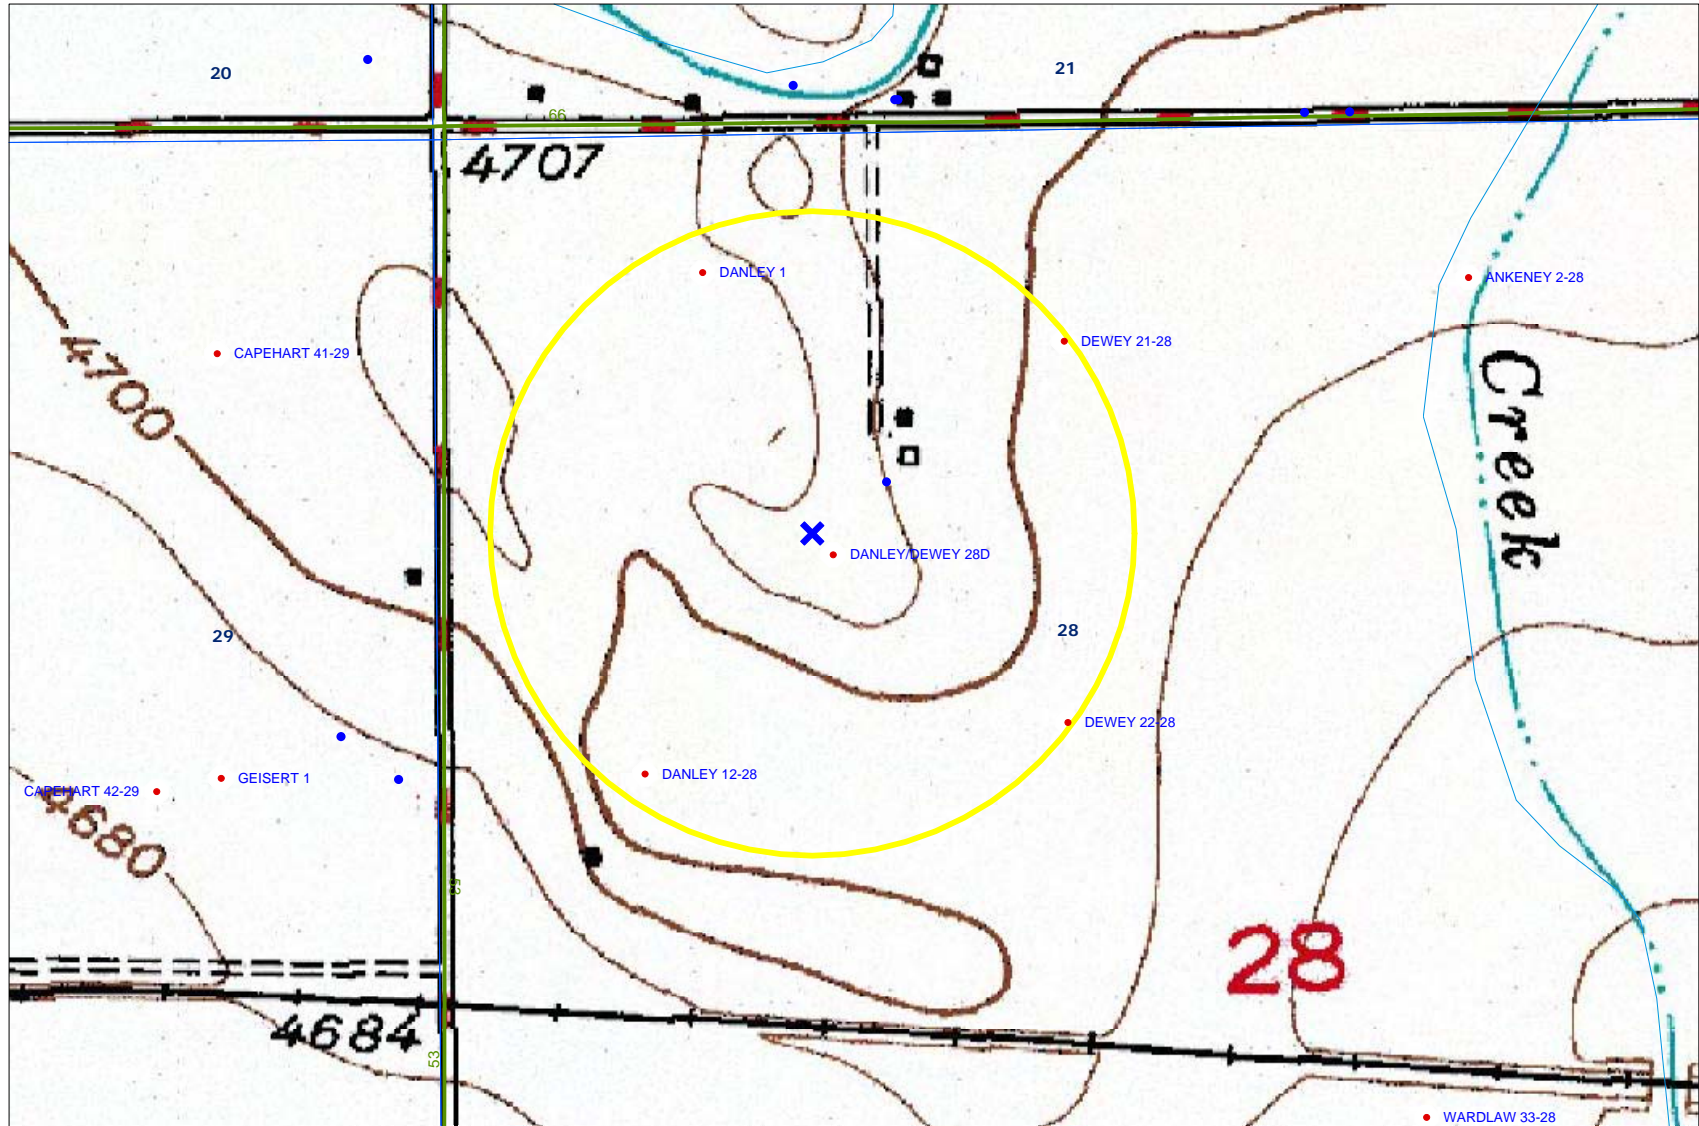 20
21
66
4707
DANLEY 1
ANKENEY 2-28
DEWEY 21-28
CAPEHART 41-29
4700
Creek
DANLEY/DEWEY 28D
28
29
DEWEY 22-28
DANLEY 12-28
GEISERT 1
CAPEHART 42-29
4680
53
28
4684
53
WARDLAW 33-28